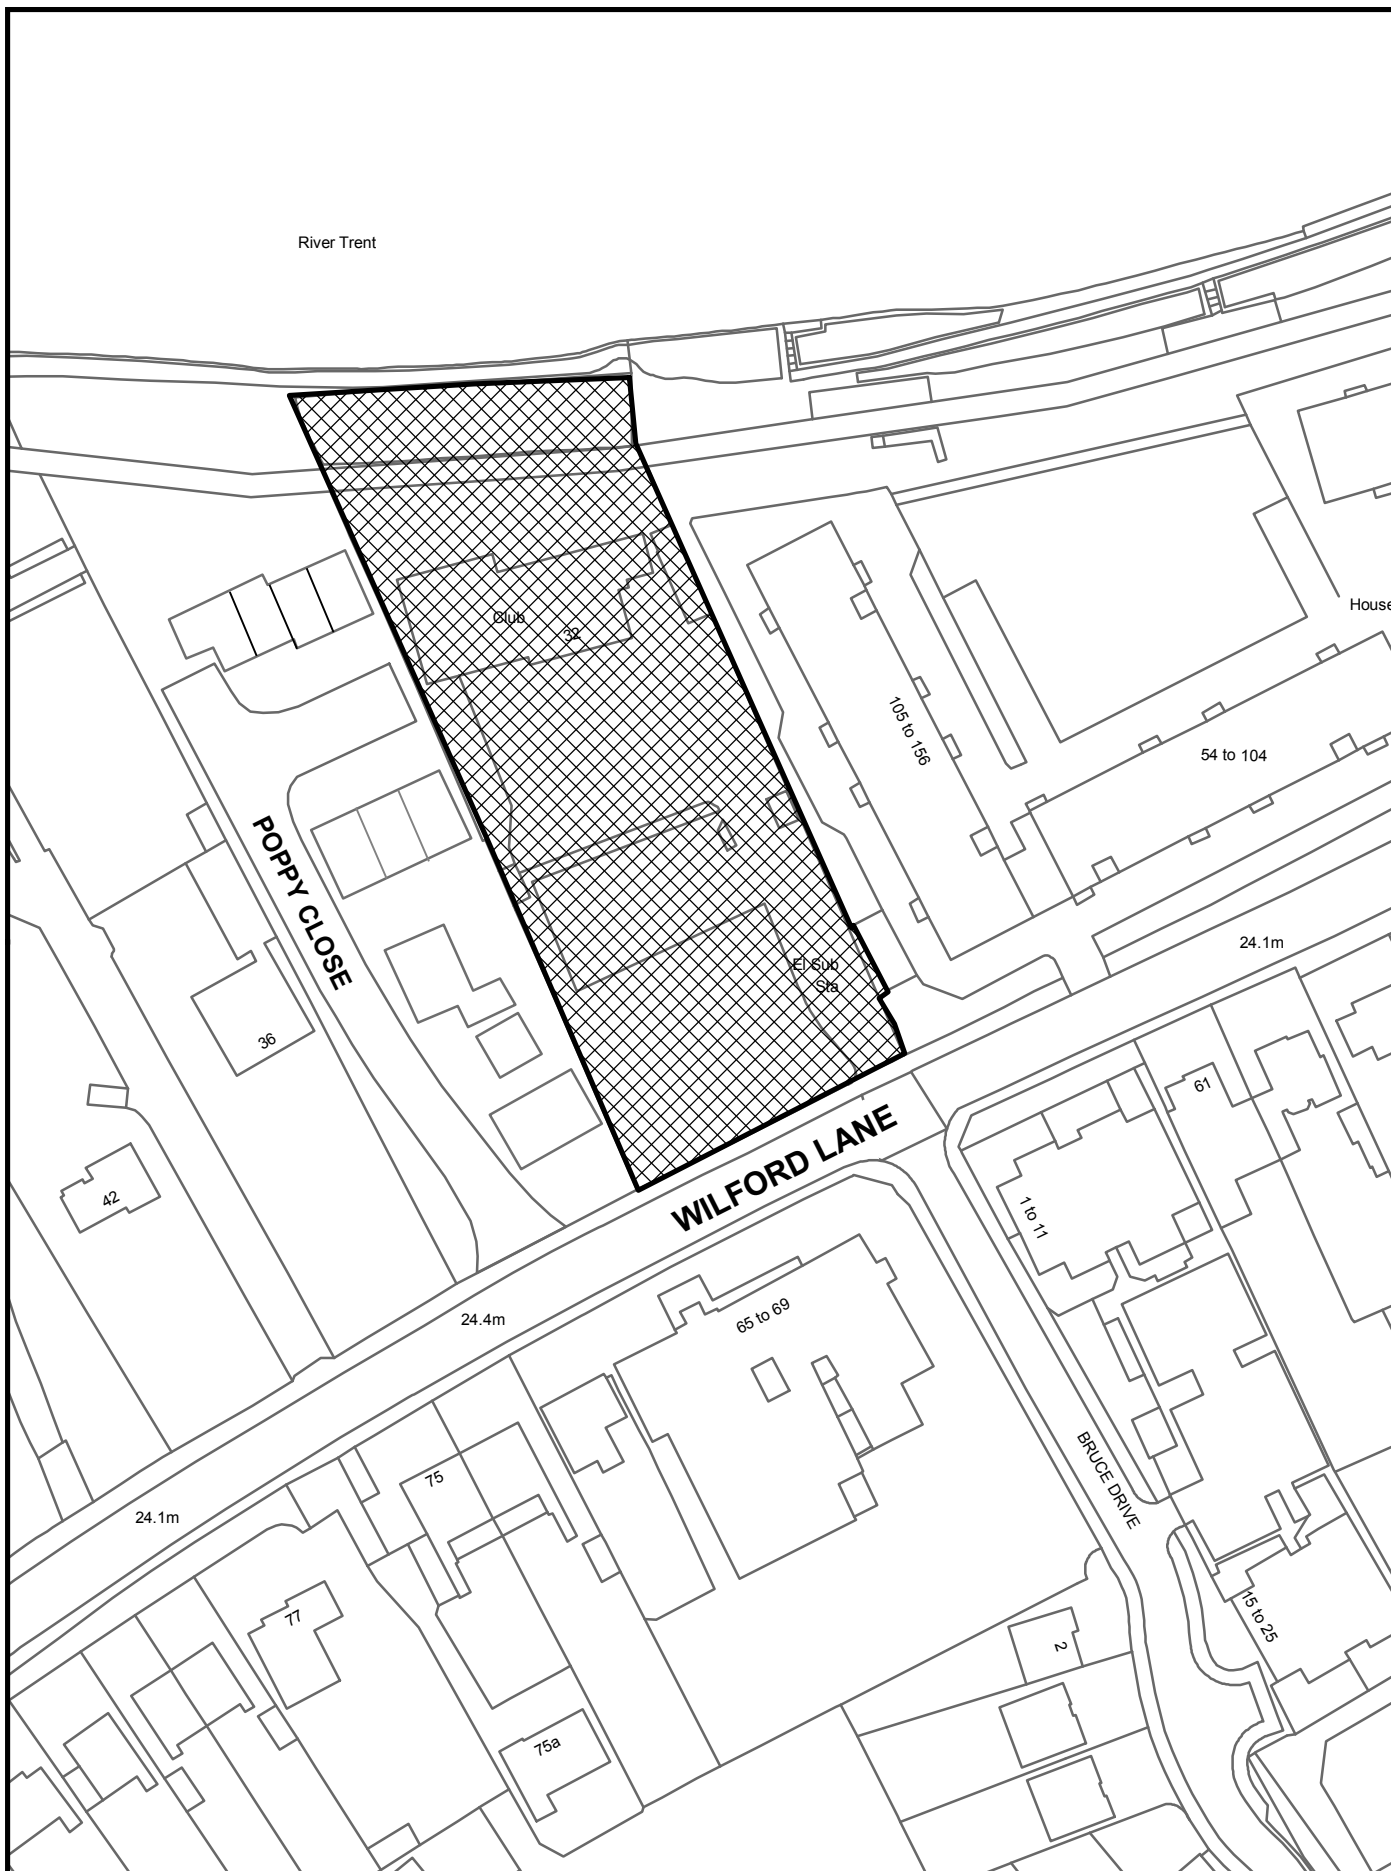 River Trent
House
Club
32
105 to 156
54 to 104
POPPY CLOSE
24.1m
El Sub
Sta
36
61
WILFORD LANE
42
1 to 11
24.4m
65 to 69
75
BRUCE DRIVE
24.1m
77
15 to 25
2
75a